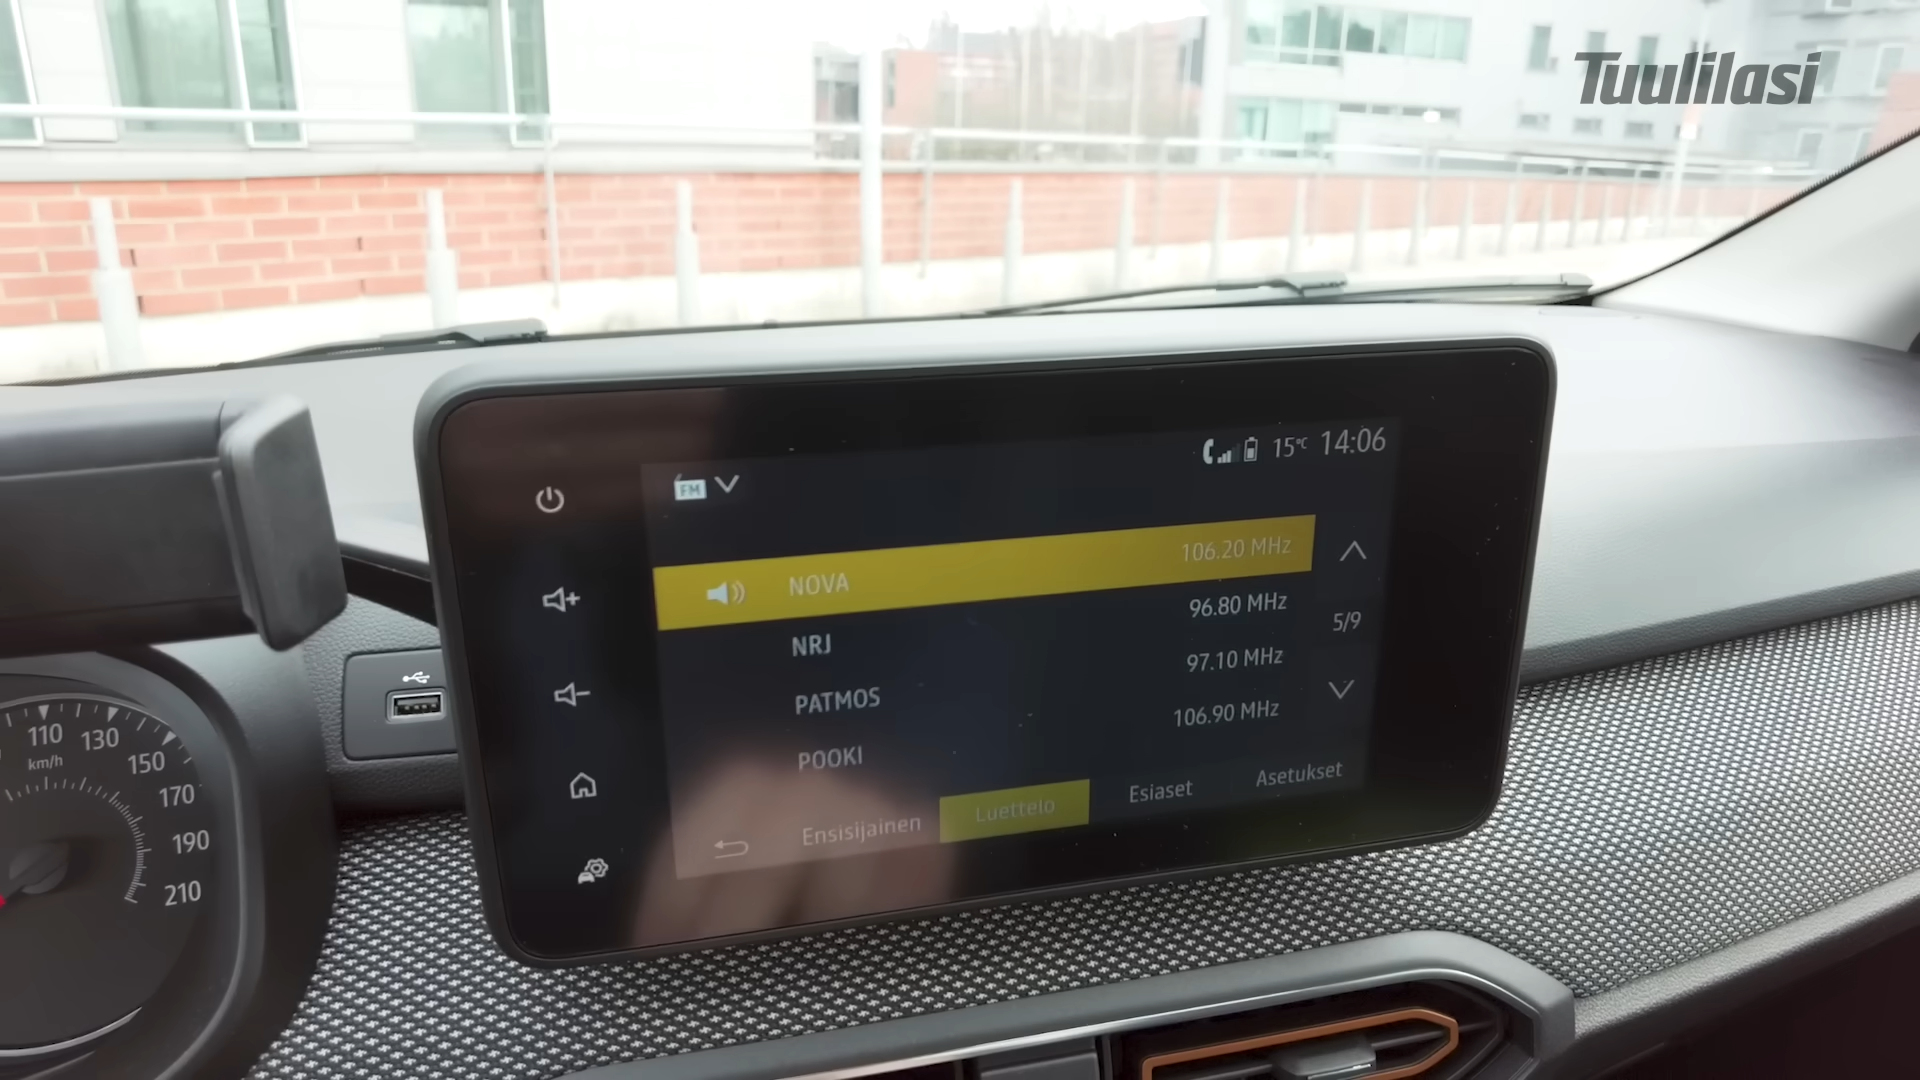 Tuulilasi
15°C 14:06
FM
NOVA 106.20 MHz
NRJ 96.80 MHz
PATMOS 97.10 MHz
POOKI 106.90 MHz
5/9
Ensisijainen Luettelo Esiaset Asetukset
110
130
km/h
150
170
190
210